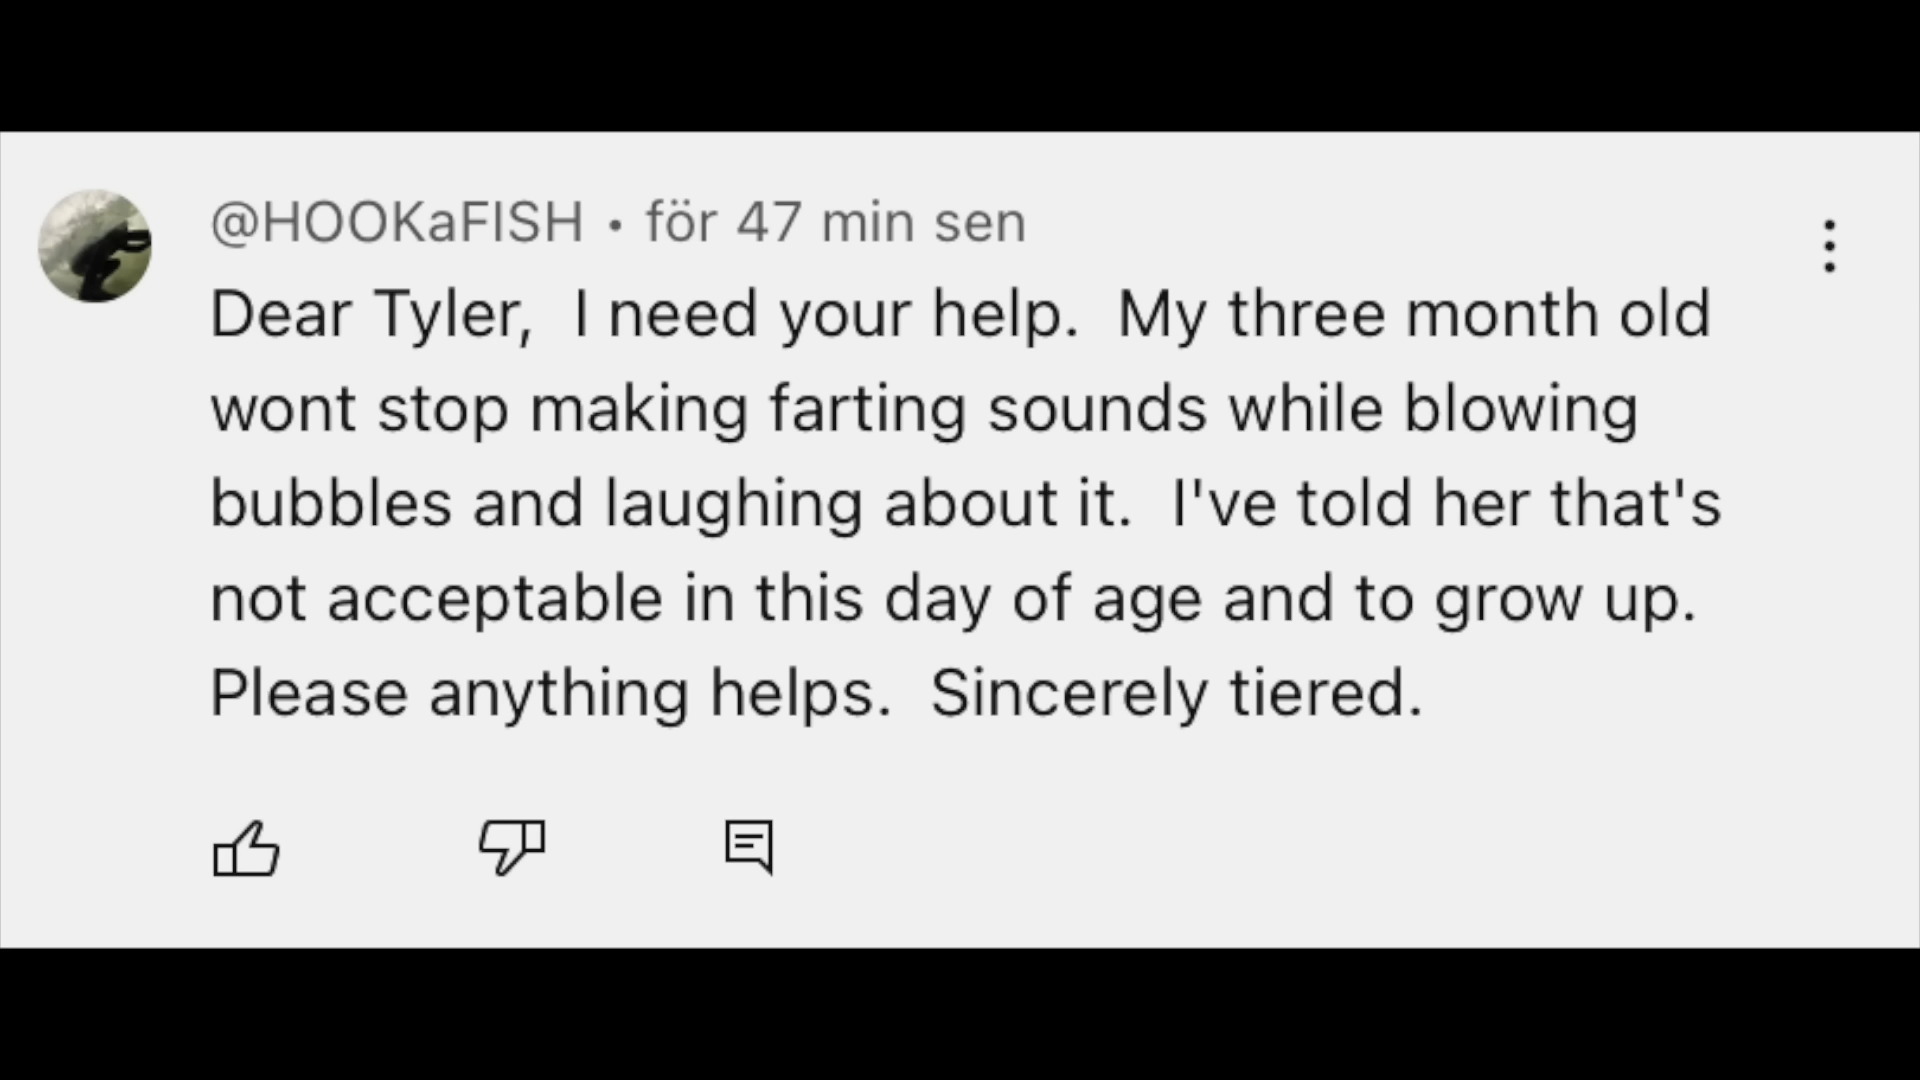 @HOOKaFISH • för 47 min sen
Dear Tyler,  I need your help.  My three month old
wont stop making farting sounds while blowing
bubbles and laughing about it.  I've told her that's
not acceptable in this day of age and to grow up.
Please anything helps.  Sincerely tiered.